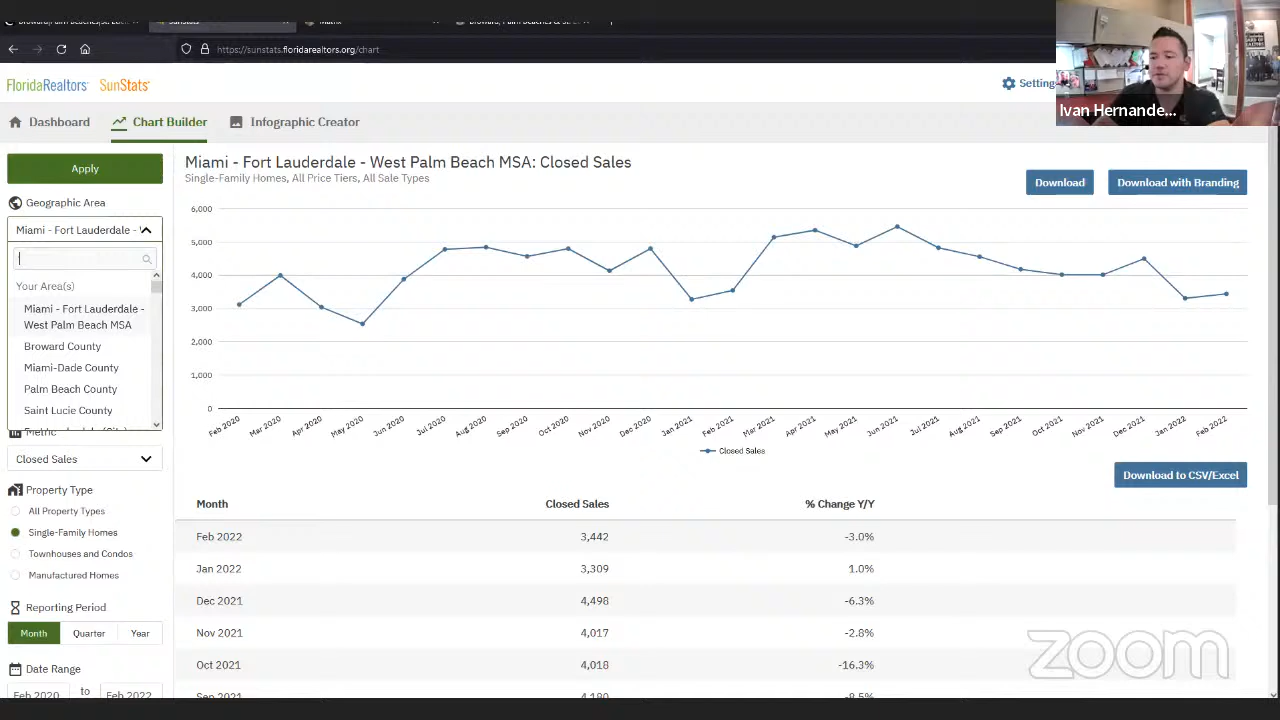 https://sunstats.floridarealtors.org/chart
FloridaRealtors SunStats
Setting
Ivan Hernande...
Dashboard
Chart Builder
Infographic Creator
Apply
Geographic Area
Miami - Fort Lauderdale - W
Your Area(s)
Miami - Fort Lauderdale -
West Palm Beach MSA
Broward County
Miami-Dade County
Palm Beach County
Saint Lucie County
Metric
Closed Sales
Property Type
All Property Types
Single-Family Homes
Townhouses and Condos
Manufactured Homes
Reporting Period
Month Quarter Year
Date Range
Feb 2020 to Feb 2022
Miami - Fort Lauderdale - West Palm Beach MSA: Closed Sales
Single-Family Homes, All Price Tiers, All Sale Types
Download
Download with Branding
6,000
5,000
4,000
3,000
2,000
1,000
0
Feb 2020 Mar 2020 Apr 2020 May 2020 Jun 2020 Jul 2020 Aug 2020 Sep 2020 Oct 2020 Nov 2020 Dec 2020 Jan 2021 Feb 2021 Mar 2021 Apr 2021 May 2021 Jun 2021 Jul 2021 Aug 2021 Sep 2021 Oct 2021 Nov 2021 Dec 2021 Jan 2022 Feb 2022
Closed Sales
Download to CSV/Excel
Month Closed Sales % Change Y/Y
Feb 2022 3,442 -3.0%
Jan 2022 3,309 1.0%
Dec 2021 4,498 -6.3%
Nov 2021 4,017 -2.8%
Oct 2021 4,018 -16.3%
Sep 2021 4,180 -8.5%
zoom